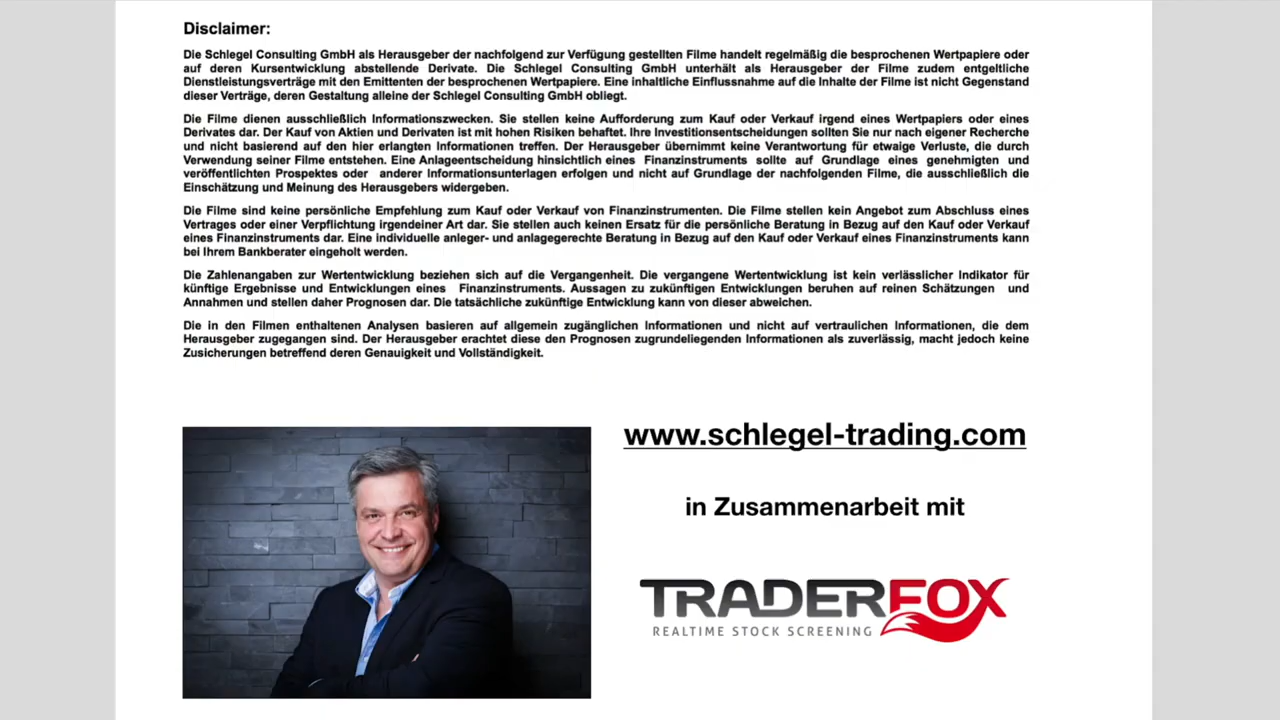 Disclaimer:
Die Schlegel Consulting GmbH als Herausgeber der nachfolgend zur Verfügung gestellten Filme handelt regelmäßig die besprochenen Wertpapiere oder
auf deren Kursentwicklung abstellende Derivate. Die Schlegel Consulting GmbH unterhält als Herausgeber der Filme zudem entgeltliche
Dienstleistungsverträge mit den Emittenten der besprochenen Wertpapiere. Eine inhaltliche Einflussnahme auf die Inhalte der Filme ist nicht Gegenstand
dieser Verträge, deren Gestaltung alleine der Schlegel Consulting GmbH obliegt.
Die Filme dienen ausschließlich Informationszwecken. Sie stellen keine Aufforderung zum Kauf oder Verkauf irgend eines Wertpapiers oder eines
Derivates dar. Der Kauf von Aktien und Derivaten ist mit hohen Risiken behaftet. Ihre Investitionsentscheidungen sollten Sie nur nach eigener Recherche
und nicht basierend auf den hier erlangten Informationen treffen. Der Herausgeber übernimmt keine Verantwortung für etwaige Verluste, die durch
Verwendung seiner Filme entstehen. Eine Anlageentscheidung hinsichtlich eines Finanzinstruments sollte auf Grundlage eines genehmigten und
veröffentlichten Prospektes oder anderer Informationsunterlagen erfolgen und nicht auf Grundlage der nachfolgenden Filme, die ausschließlich die
Einschätzung und Meinung des Herausgebers widergeben.
Die Filme sind keine persönliche Empfehlung zum Kauf oder Verkauf von Finanzinstrumenten. Die Filme stellen kein Angebot zum Abschluss eines
Vertrages oder einer Verpflichtung irgendeiner Art dar. Sie stellen auch keinen Ersatz für die persönliche Beratung in Bezug auf den Kauf oder Verkauf
eines Finanzinstruments dar. Eine individuelle anleger- und anlagegerechte Beratung in Bezug auf den Kauf oder Verkauf eines Finanzinstruments kann
bei Ihrem Bankberater eingeholt werden.
Die Zahlenangaben zur Wertentwicklung beziehen sich auf die Vergangenheit. Die vergangene Wertentwicklung ist kein verlässlicher Indikator für
künftige Ergebnisse und Entwicklungen eines Finanzinstruments. Aussagen zu zukünftigen Entwicklungen beruhen auf reinen Schätzungen und
Annahmen und stellen daher Prognosen dar. Die tatsächliche zukünftige Entwicklung kann von dieser abweichen.
Die in den Filmen enthaltenen Analysen basieren auf allgemein zugänglichen Informationen und nicht auf vertraulichen Informationen, die dem
Herausgeber zugegangen sind. Der Herausgeber erachtet diese den Prognosen zugrundeliegenden Informationen als zuverlässig, macht jedoch keine
Zusicherungen betreffend deren Genauigkeit und Vollständigkeit.
www.schlegel-trading.com
in Zusammenarbeit mit
TRADERFOX
REALTIME STOCK SCREENING